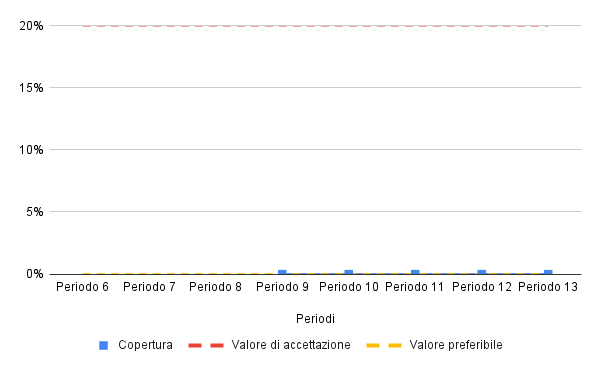 20%
15%
10%
5%
0%
Periodo 6 Periodo 7 Periodo 8 Periodo 9 Periodo 10 Periodo 11 Periodo 12 Periodo 13
Periodi
Copertura Valore di accettazione Valore preferibile